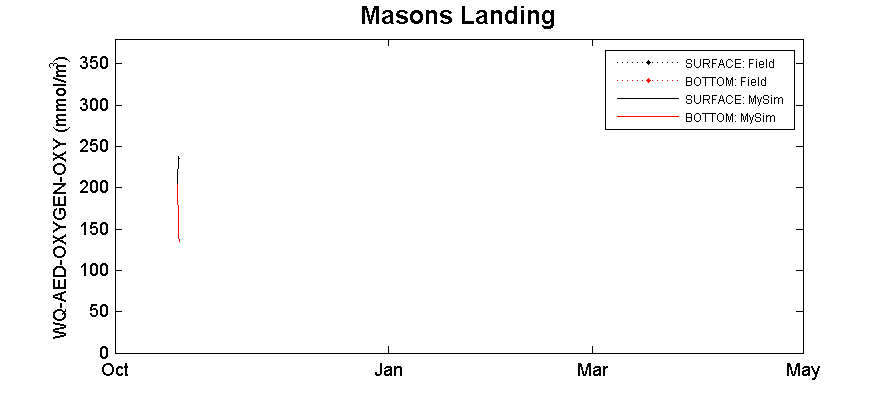 Masons Landing
WQ-AED-OXYGEN-OXY (mmol/m³)
350
300
250
200
150
100
50
0
SURFACE: Field
BOTTOM: Field
SURFACE: MySim
BOTTOM: MySim
Oct Jan Mar May